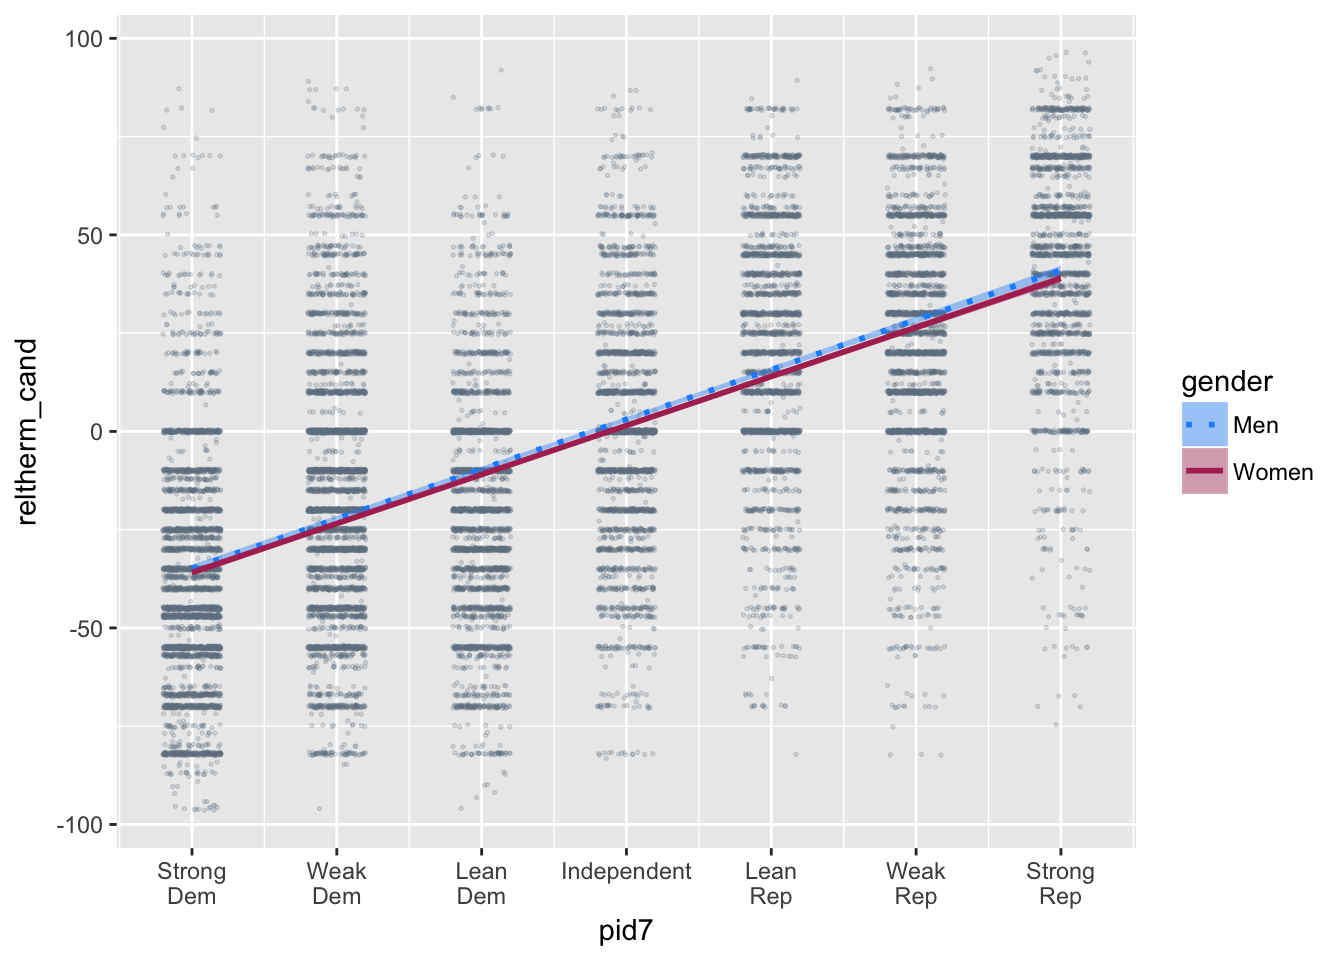 100
50
0
-50
-100
reltherm_cand
Strong
Dem
Weak
Dem
Lean
Dem
Independent
Lean
Rep
Weak
Rep
Strong
Rep
pid7
gender
Men
Women